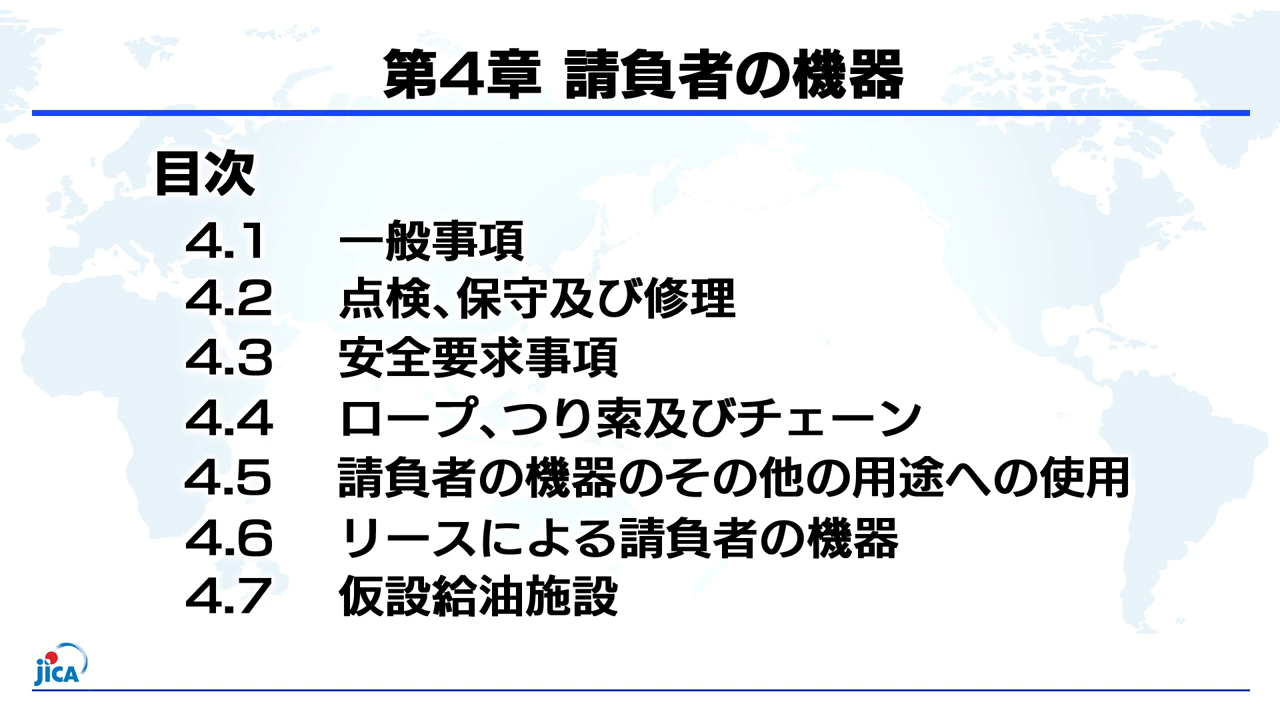 第4章 請負者の機器
目次
4.1 一般事項
4.2 点検、保守及び修理
4.3 安全要求事項
4.4 ロープ、つり索及びチェーン
4.5 請負者の機器のその他の用途への使用
4.6 リースによる請負者の機器
4.7 仮設給油施設
jICA